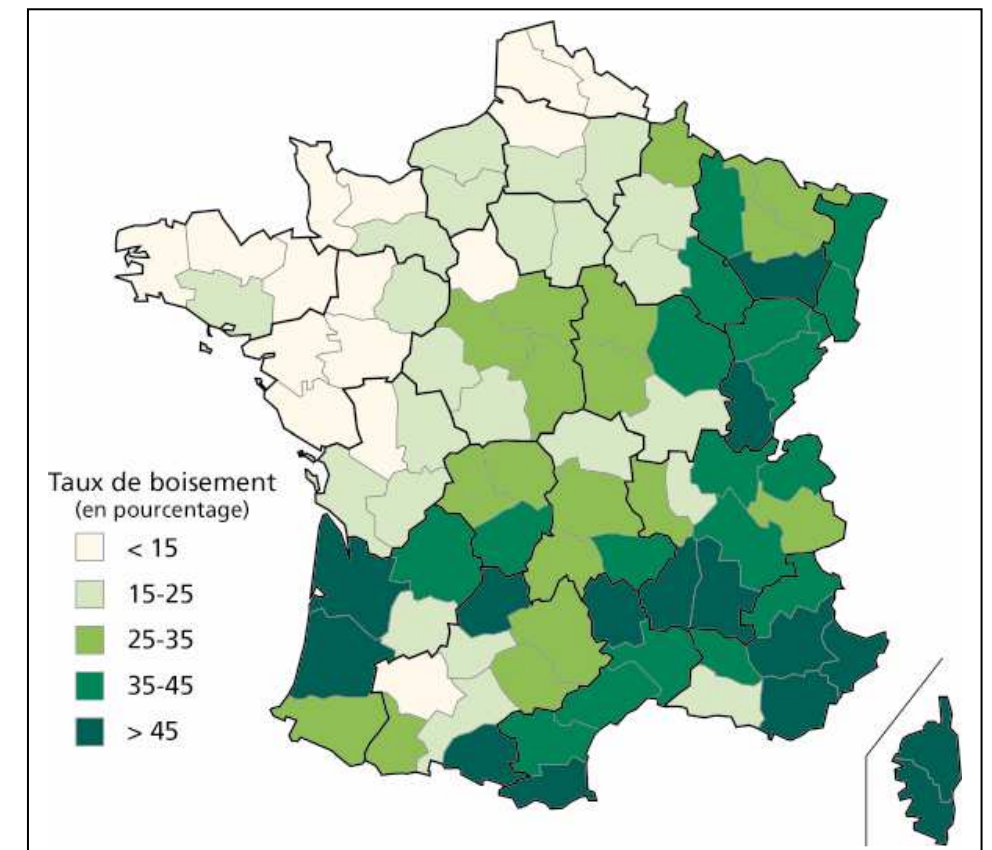 Taux de boisement
(en pourcentage)
< 15
15-25
25-35
35-45
> 45